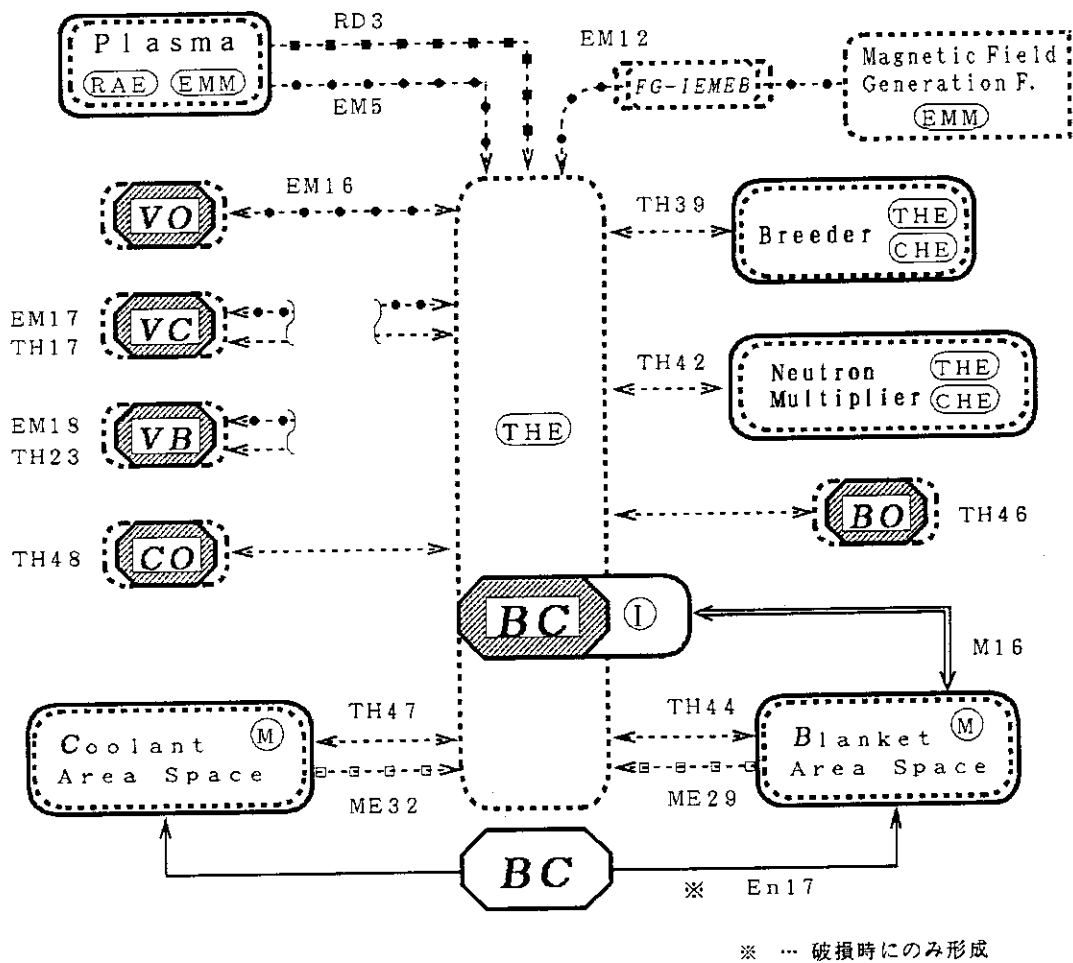 RD3
Plasma
RAE EMM
EM5
EM12
FG-IEMEB
Magnetic Field
Generation F.
EMM
VO
EM16
TH39
Breeder
THE
CHE
EM17
TH17
VC
TH42
Neutron
Multiplier
THE
CHE
EM18
TH23
VB
THE
BO
TH46
TH48
CO
BC
I
M16
Coolant
Area Space
M
TH47
ME32
TH44
ME29
Blanket
Area Space
M
BC
※ En17
※ … 破損時にのみ形成